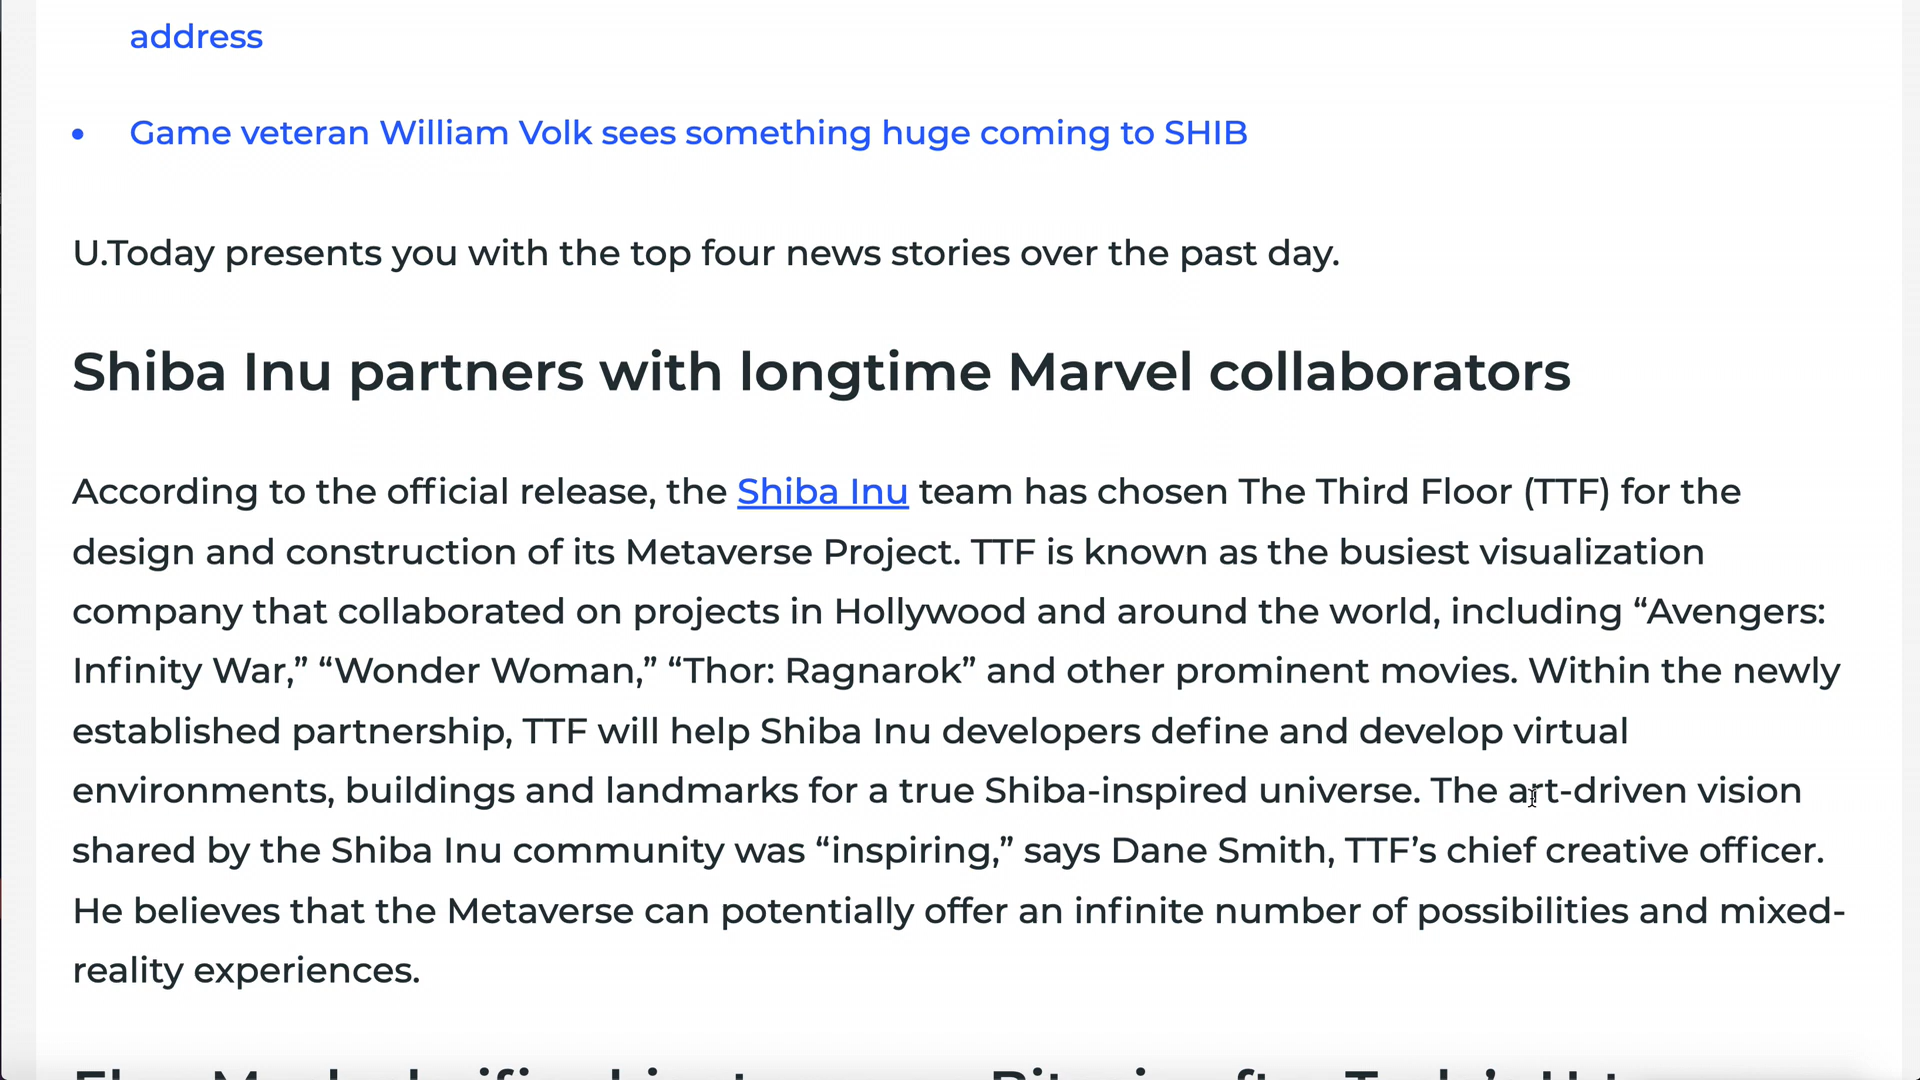 address
• Game veteran William Volk sees something huge coming to SHIB
U.Today presents you with the top four news stories over the past day.
Shiba Inu partners with longtime Marvel collaborators
According to the official release, the Shiba Inu team has chosen The Third Floor (TTF) for the
design and construction of its Metaverse Project. TTF is known as the busiest visualization
company that collaborated on projects in Hollywood and around the world, including “Avengers:
Infinity War,” “Wonder Woman,” “Thor: Ragnarok” and other prominent movies. Within the newly
established partnership, TTF will help Shiba Inu developers define and develop virtual
environments, buildings and landmarks for a true Shiba-inspired universe. The art-driven vision
shared by the Shiba Inu community was “inspiring,” says Dane Smith, TTF’s chief creative officer.
He believes that the Metaverse can potentially offer an infinite number of possibilities and mixed-
reality experiences.